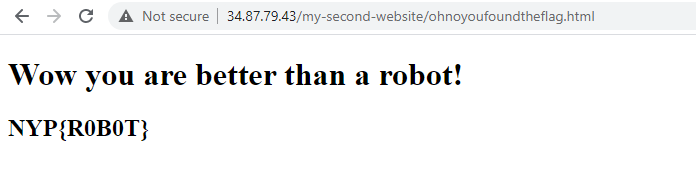 Not secure | 34.87.79.43/my-second-website/ohnoyoufoundtheflag.html
Wow you are better than a robot!
NYP{R0B0T}